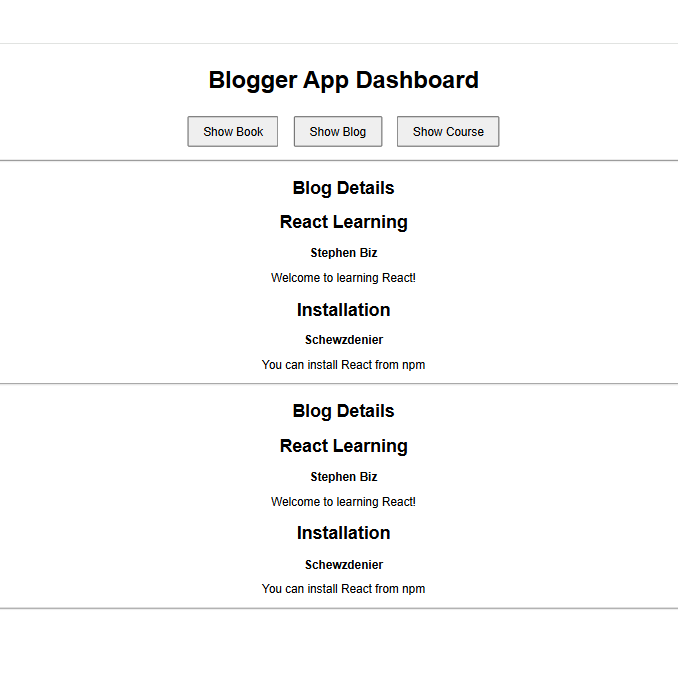 Blogger App Dashboard
Show Book Show Blog Show Course
Blog Details
React Learning
Stephen Biz
Welcome to learning React!
Installation
Schewzdenier
You can install React from npm
Blog Details
React Learning
Stephen Biz
Welcome to learning React!
Installation
Schewzdenier
You can install React from npm